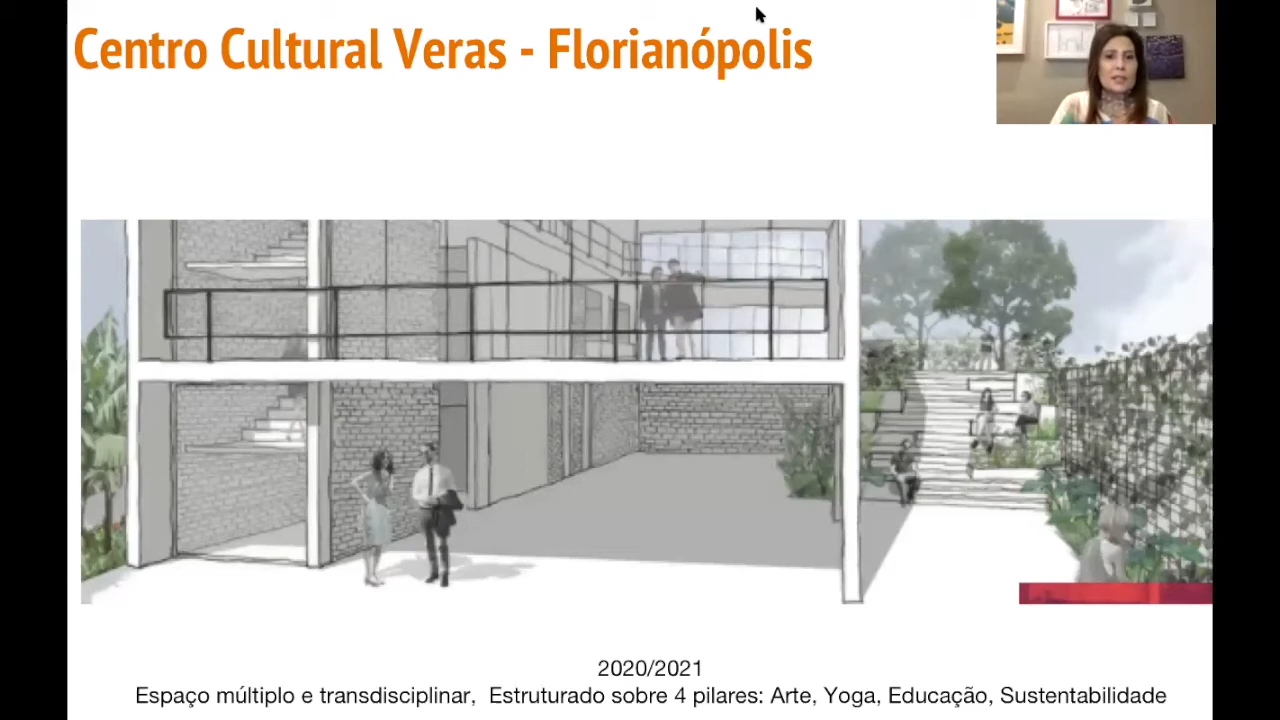 Centro Cultural Veras - Florianópolis
2020/2021
Espaço múltiplo e transdisciplinar, Estruturado sobre 4 pilares: Arte, Yoga, Educação, Sustentabilidade